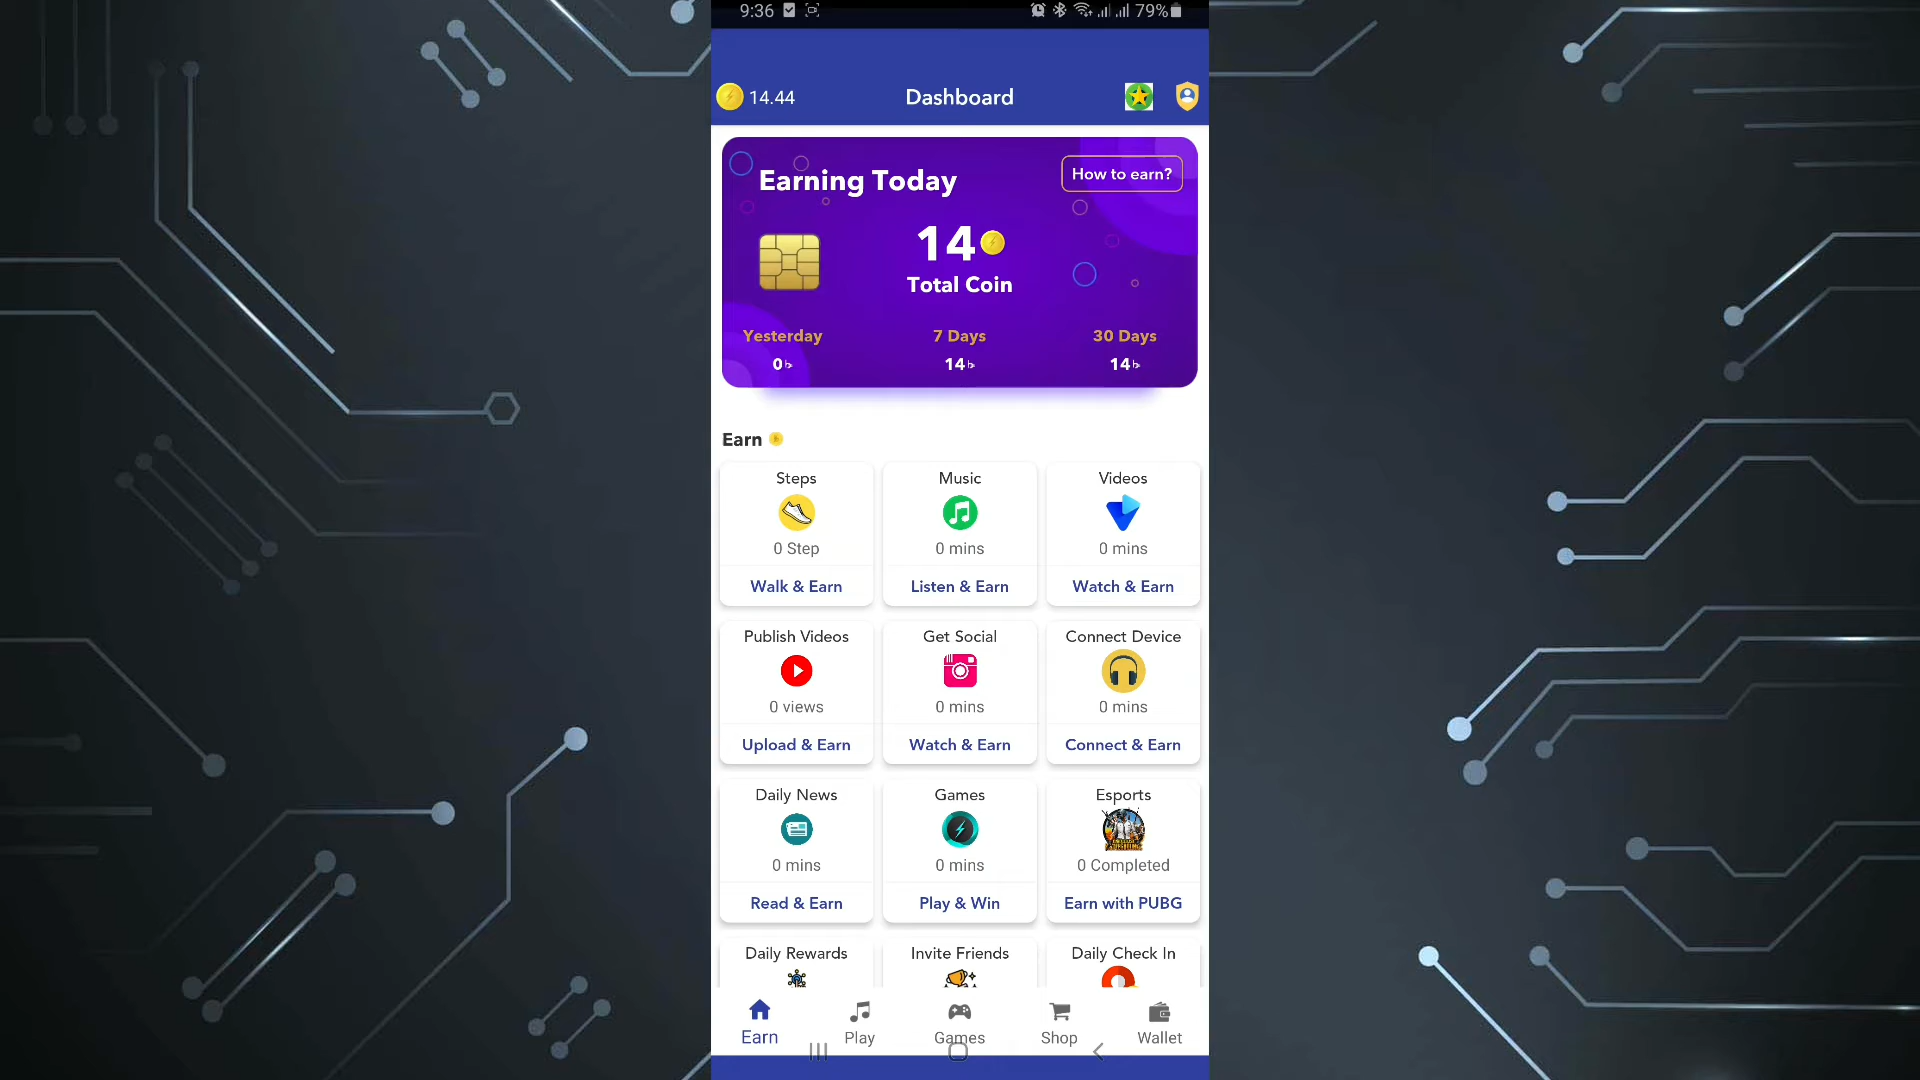 9:36 79%
14.44 Dashboard
Earning Today
How to earn?
14
Total Coin
Yesterday 7 Days 30 Days
0 14 14
Earn
Steps Music Videos
0 Step 0 mins 0 mins
Walk & Earn Listen & Earn Watch & Earn
Publish Videos Get Social Connect Device
0 views 0 mins 0 mins
Upload & Earn Watch & Earn Connect & Earn
Daily News Games Esports
0 mins 0 mins 0 Completed
Read & Earn Play & Win Earn with PUBG
Daily Rewards Invite Friends Daily Check In
Earn Play Games Shop Wallet